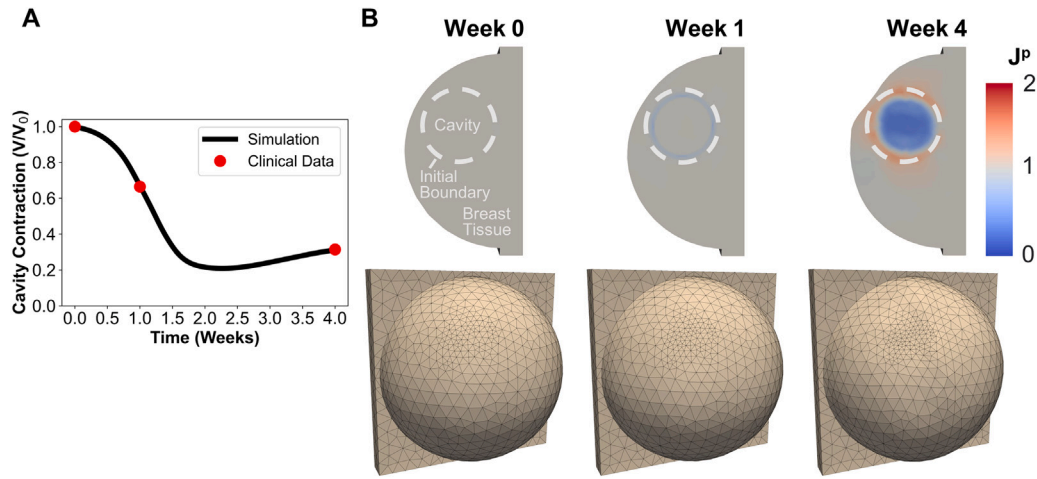 A
Cavity Contraction (V/V₀)
1.0
0.8
0.6
0.4
0.2
0.0
Simulation
Clinical Data
0.0 0.5 1.0 1.5 2.0 2.5 3.0 3.5 4.0
Time (Weeks)
B
Week 0
Week 1
Week 4
Cavity
Initial
Boundary
Breast
Tissue
Jᵖ
2
1
0